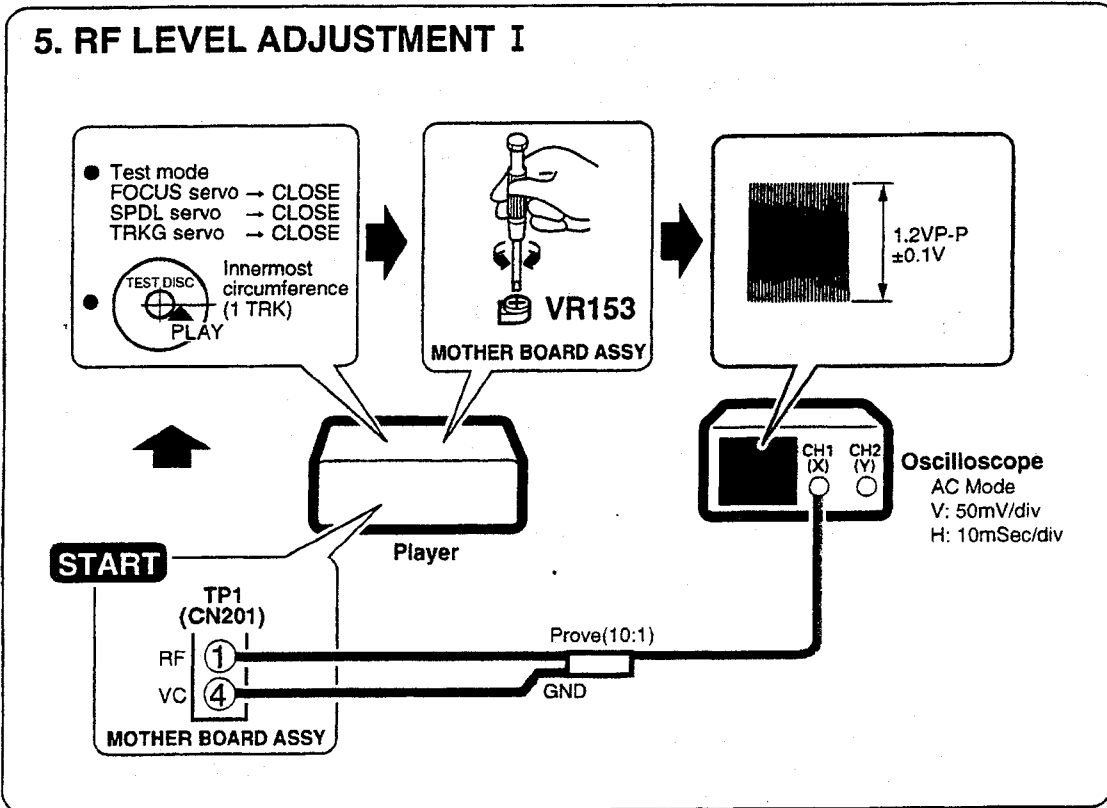 5. RF LEVEL ADJUSTMENT I
● Test mode
FOCUS servo → CLOSE
SPDL servo → CLOSE
TRKG servo → CLOSE
● TEST DISC
PLAY
Innermost
circumference
(1 TRK)
VR153
MOTHER BOARD ASSY
1.2VP-P
±0.1V
CH1
(X)
CH2
(Y)
Oscilloscope
AC Mode
V: 50mV/div
H: 10mSec/div
Player
START
TP1
(CN201)
RF ①
VC ④
MOTHER BOARD ASSY
Prove(10:1)
GND